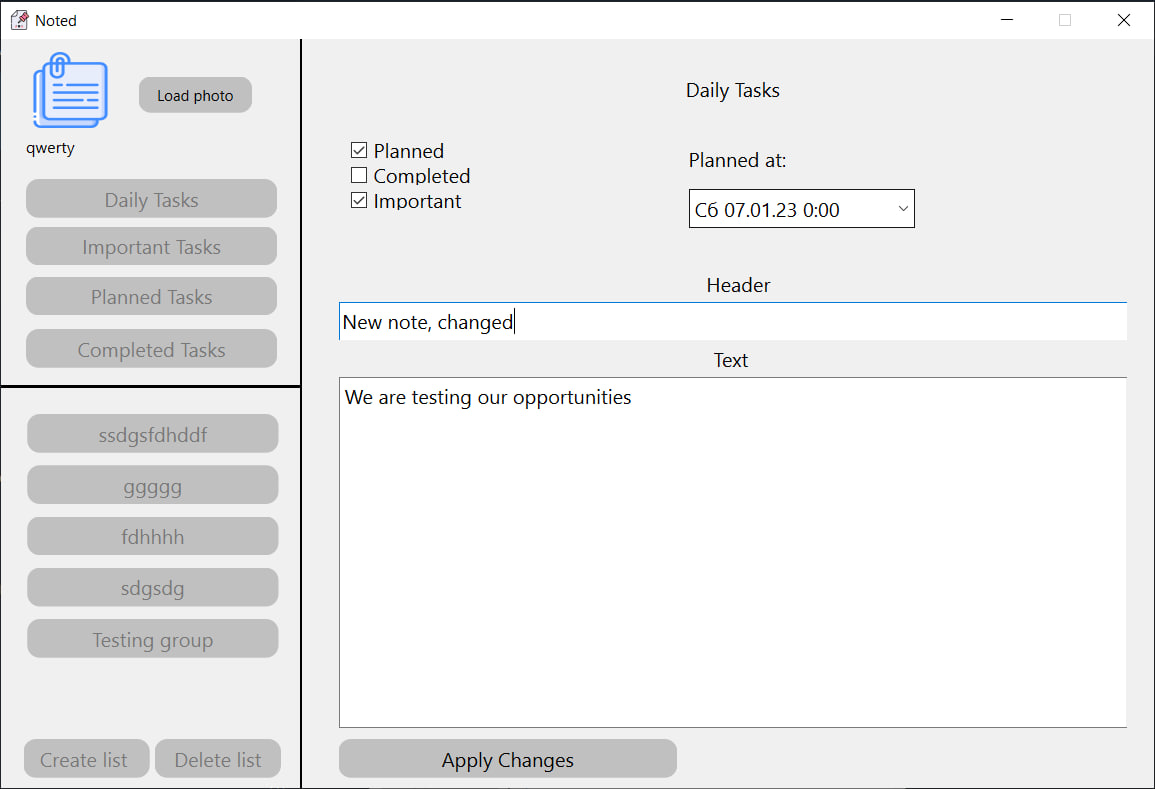 Noted
Load photo
qwerty
Daily Tasks
Important Tasks
Planned Tasks
Completed Tasks
ssdgsfdhddf
ggggg
fdhhhh
sdgsdg
Testing group
Create list
Delete list
Daily Tasks
Planned
Completed
Important
Planned at:
Сб 07.01.23 0:00
Header
New note, changed
Text
We are testing our opportunities
Apply Changes